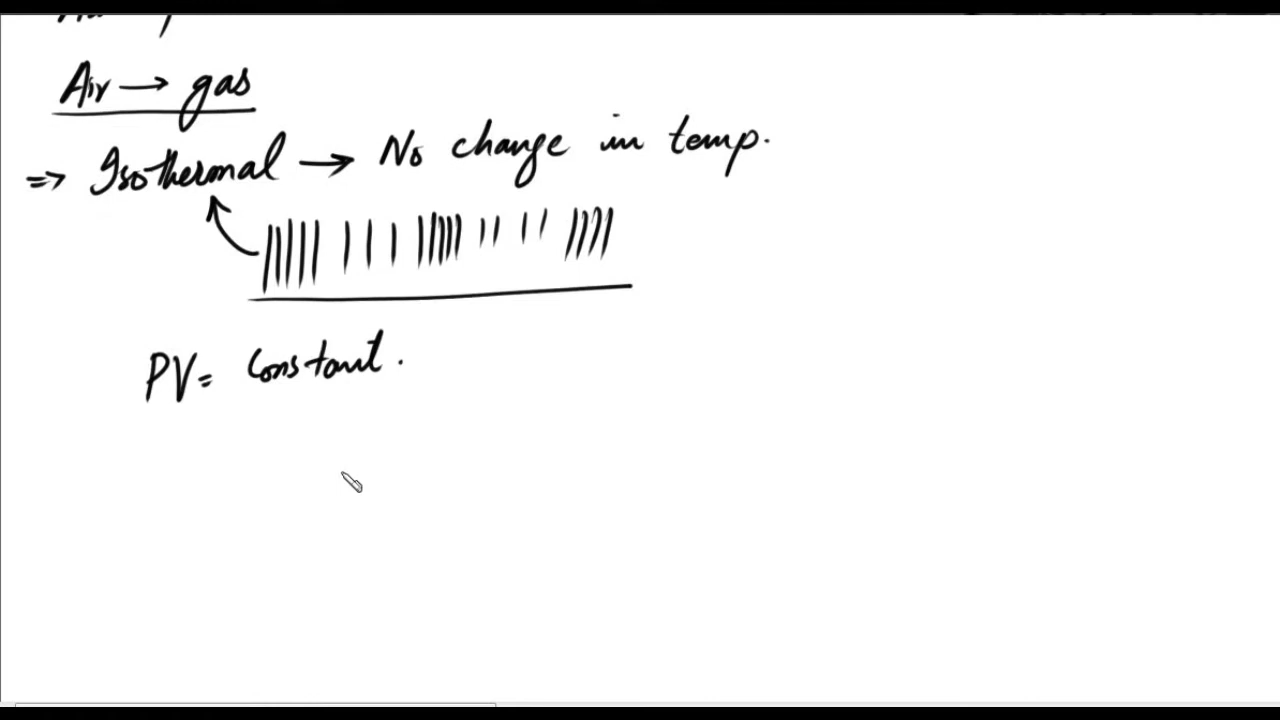 Air → gas
⇒ Isothermal → No change in temp.
PV = Constant.